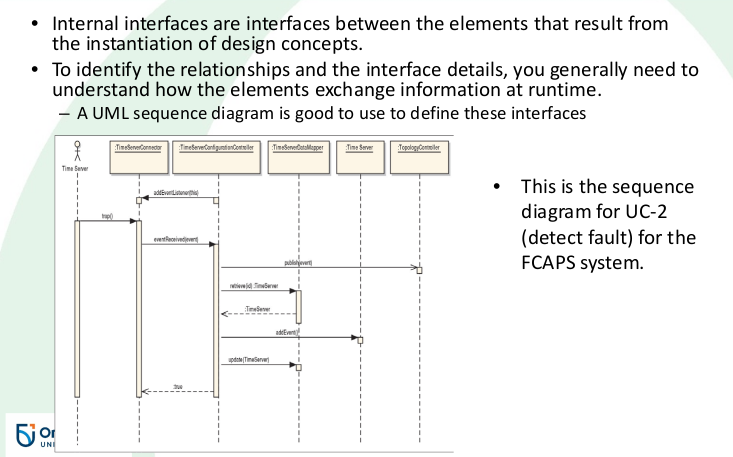 • Internal interfaces are interfaces between the elements that result from
the instantiation of design concepts.
• To identify the relationships and the interface details, you generally need to
understand how the elements exchange information at runtime.
– A UML sequence diagram is good to use to define these interfaces
:TimeServerConnector
:TimeServerConfigurationController
:TimeServerDataMapper
:Time Server
:TopologyController
Time Server
addEventListener(this)
trap()
eventReceived(event)
publish(event)
retrieve(id) :TimeServer
:TimeServer
addEvent()
update(TimeServer)
:true
• This is the sequence
diagram for UC-2
(detect fault) for the
FCAPS system.
UNI